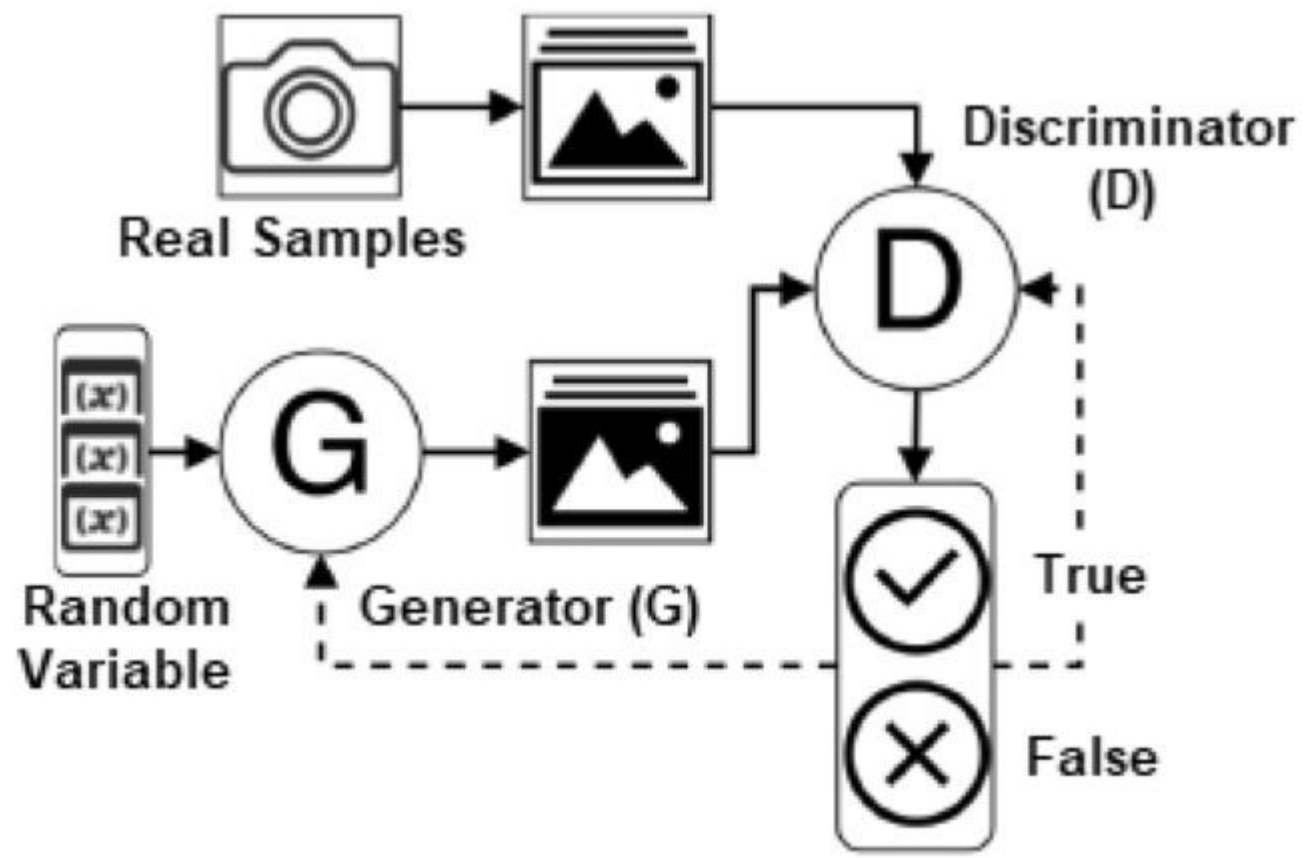 Real Samples
Discriminator
(D)
D
(x)
(x)
(x)
G
Random
Variable
Generator (G)
True
False